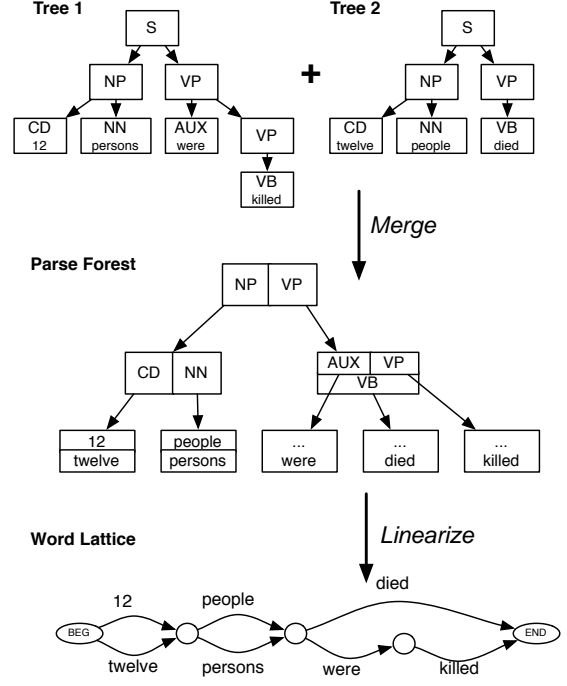 Tree 1 Tree 2
S S
+
NP VP NP VP
CD NN AUX VP CD NN VB
12 persons were twelve people died
VB
killed
Merge
Parse Forest
NP VP
CD NN AUX VP
VB
12 people ... ... ...
twelve persons were died killed
Linearize
Word Lattice
died
12 people
BEG END
twelve persons were killed